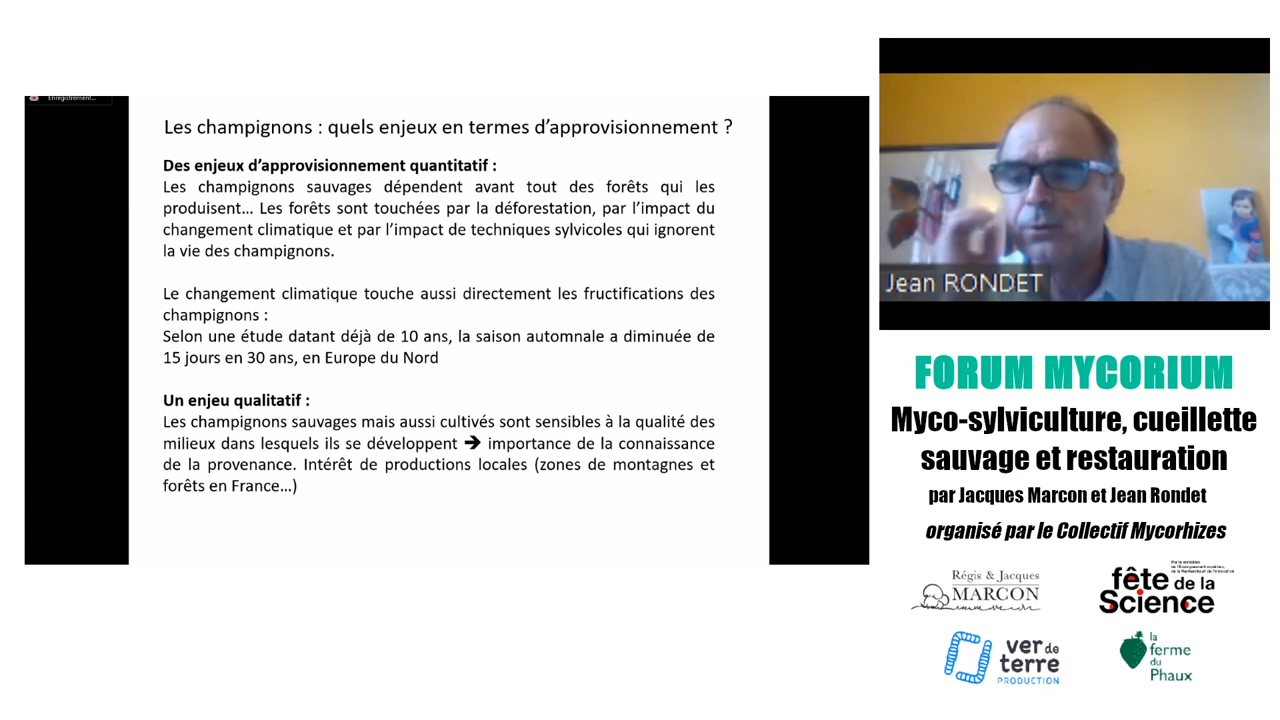 Enregistrement...
Les champignons : quels enjeux en termes d’approvisionnement ?
Des enjeux d’approvisionnement quantitatif :
Les champignons sauvages dépendent avant tout des forêts qui les
produisent... Les forêts sont touchées par la déforestation, par l’impact du
changement climatique et par l’impact de techniques sylvicoles qui ignorent
la vie des champignons.
Le changement climatique touche aussi directement les fructifications des
champignons :
Selon une étude datant déjà de 10 ans, la saison automnale a diminuée de
15 jours en 30 ans, en Europe du Nord
Un enjeu qualitatif :
Les champignons sauvages mais aussi cultivés sont sensibles à la qualité des
milieux dans lesquels ils se développent ➔ importance de la connaissance
de la provenance. Intérêt de productions locales (zones de montagnes et
forêts en France...)
Jean RONDET
FORUM MYCORIUM
Myco-sylviculture, cueillette
sauvage et restauration
par Jacques Marcon et Jean Rondet
organisé par le Collectif Mycorhizes
Régis & Jacques
MARCON
fête de la
Science
ver de
terre
PRODUCTION
la
ferme
du
Phaux